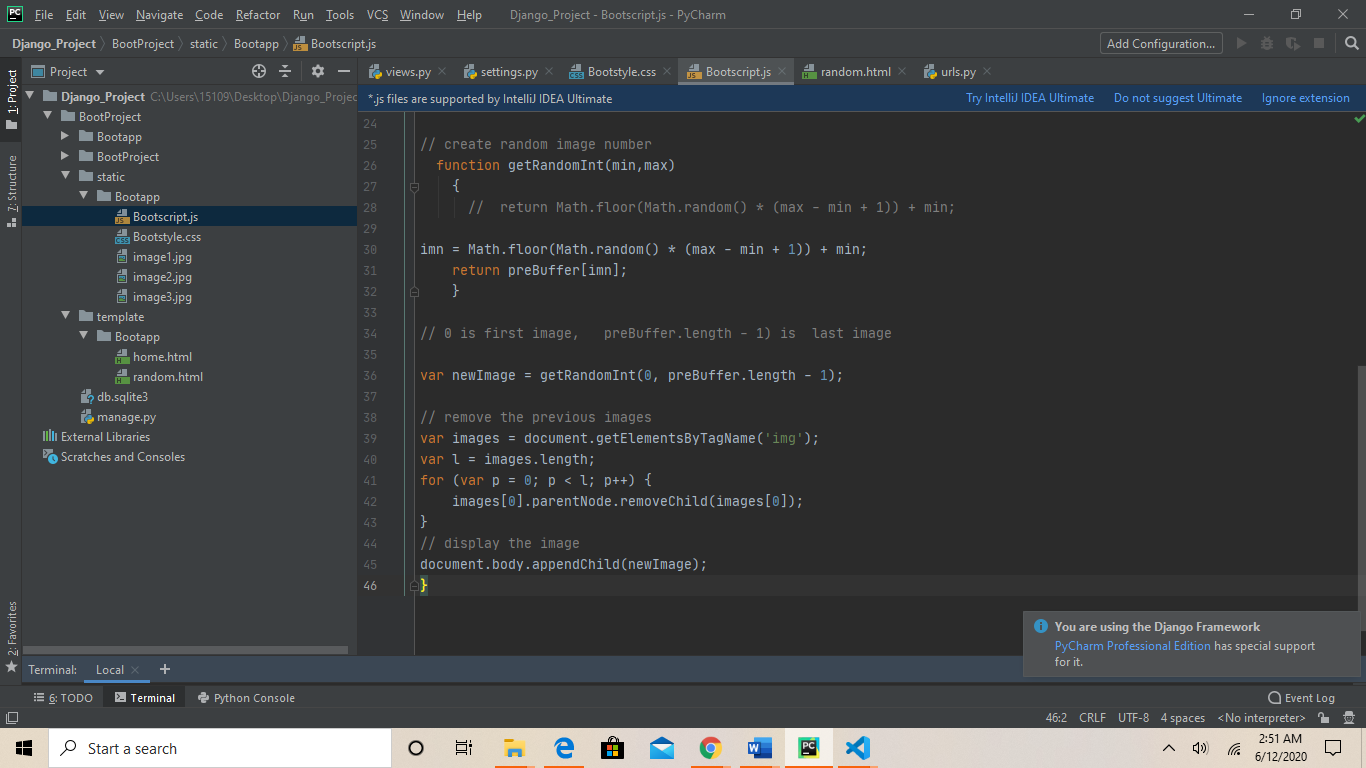 PC File Edit View Navigate Code Refactor Run Tools VCS Window Help Django_Project - Bootscript.js - PyCharm
Django_Project BootProject static Bootapp Bootscript.js Add Configuration...
Project
views.py settings.py Bootstyle.css Bootscript.js random.html urls.py
*.js files are supported by IntelliJ IDEA Ultimate Try IntelliJ IDEA Ultimate Do not suggest Ultimate Ignore extension
1: Project
7: Structure
2: Favorites
Django_Project C:\Users\15109\Desktop\Django_Projec
BootProject
Bootapp
BootProject
static
Bootapp
Bootscript.js
Bootstyle.css
image1.jpg
image2.jpg
image3.jpg
template
Bootapp
home.html
random.html
db.sqlite3
manage.py
External Libraries
Scratches and Consoles
24
25 // create random image number
26 function getRandomInt(min,max)
27 {
28 // return Math.floor(Math.random() * (max - min + 1)) + min;
29
30 imn = Math.floor(Math.random() * (max - min + 1)) + min;
31 return preBuffer[imn];
32 }
33
34 // 0 is first image, preBuffer.length - 1) is last image
35
36 var newImage = getRandomInt(0, preBuffer.length - 1);
37
38 // remove the previous images
39 var images = document.getElementsByTagName('img');
40 var l = images.length;
41 for (var p = 0; p < l; p++) {
42 images[0].parentNode.removeChild(images[0]);
43 }
44 // display the image
45 document.body.appendChild(newImage);
46 }
You are using the Django Framework
PyCharm Professional Edition has special support
for it.
Terminal: Local
6: TODO Terminal Python Console Event Log
46:2 CRLF UTF-8 4 spaces <No interpreter>
Start a search
2:51 AM
6/12/2020